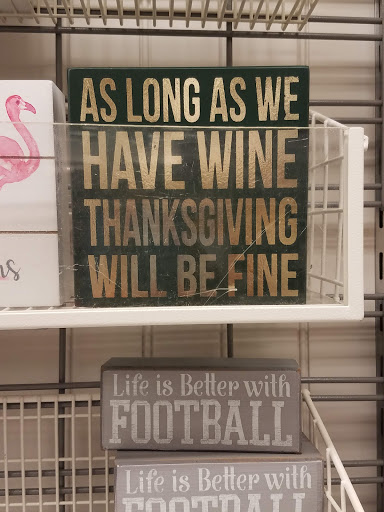 AS LONG AS WE
HAVE WINE
THANKSGIVING
WILL BE FINE
Life is Better with
FOOTBALL
Life is Better with
FOOTBALL